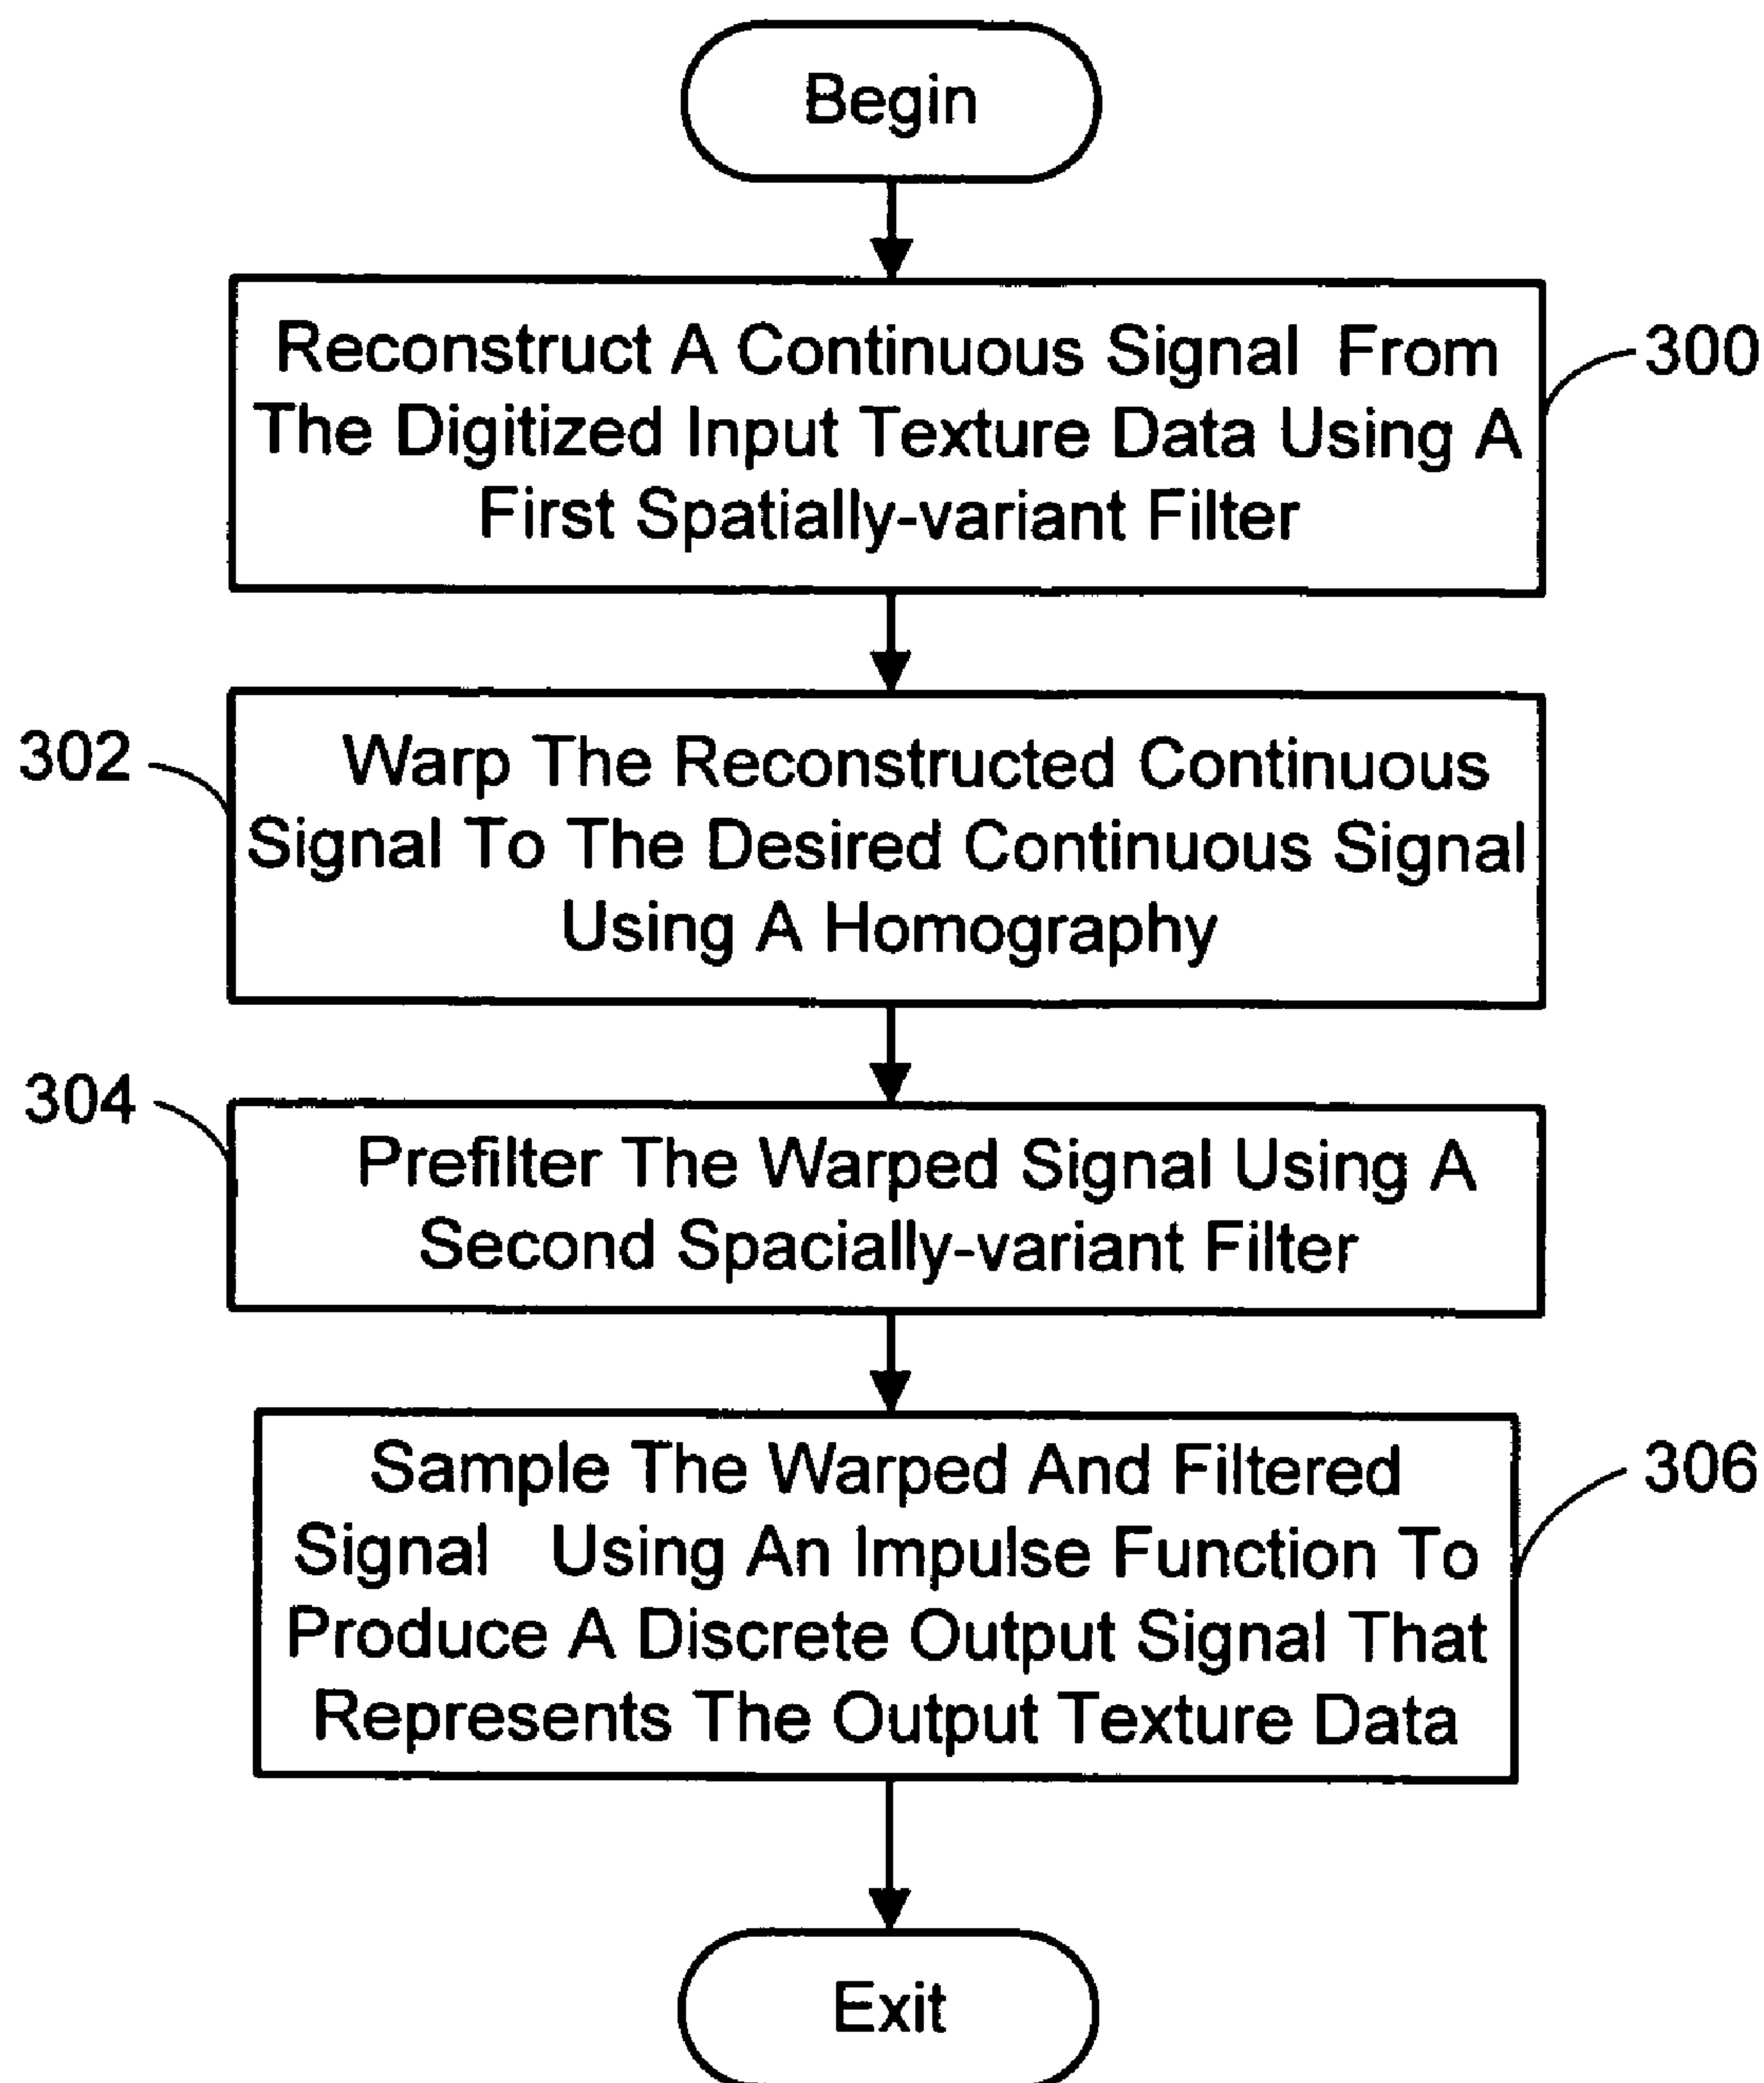 Begin
Reconstruct A Continuous Signal From
The Digitized Input Texture Data Using A
First Spatially-variant Filter
300
302
Warp The Reconstructed Continuous
Signal To The Desired Continuous Signal
Using A Homography
304
Prefilter The Warped Signal Using A
Second Spacially-variant Filter
Sample The Warped And Filtered
Signal Using An Impulse Function To
Produce A Discrete Output Signal That
Represents The Output Texture Data
306
Exit